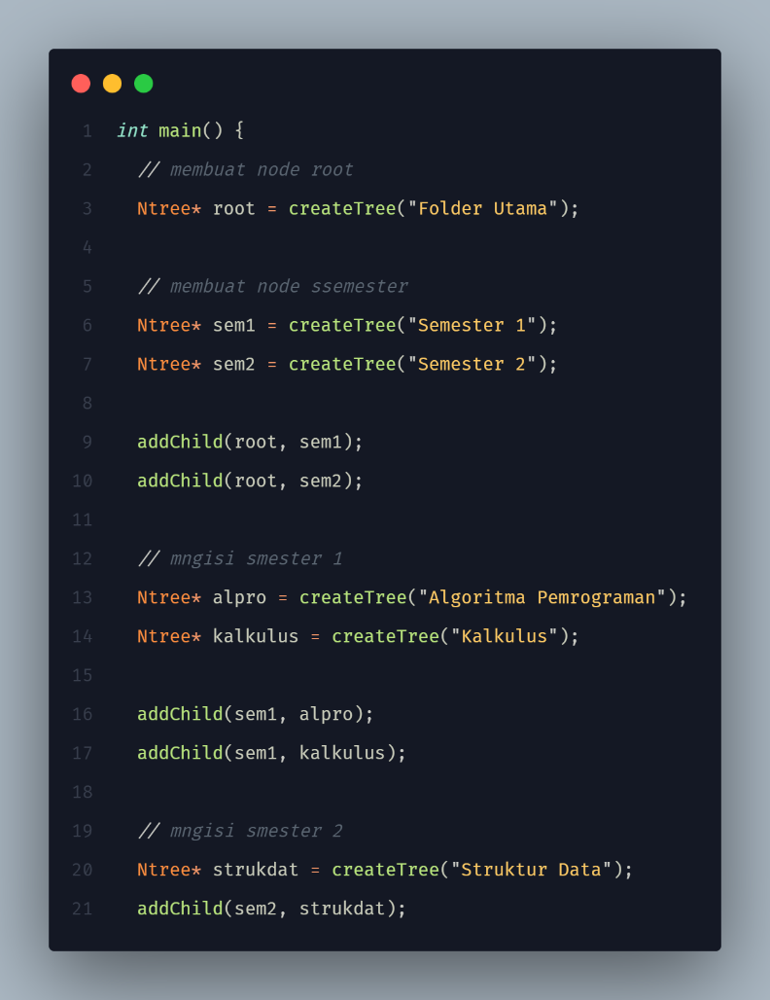 1 int main() {
2 // membuat node root
3 Ntree* root = createTree("Folder Utama");
4
5 // membuat node ssemester
6 Ntree* sem1 = createTree("Semester 1");
7 Ntree* sem2 = createTree("Semester 2");
8
9 addChild(root, sem1);
10 addChild(root, sem2);
11
12 // mngisi smester 1
13 Ntree* alpro = createTree("Algoritma Pemrograman");
14 Ntree* kalkulus = createTree("Kalkulus");
15
16 addChild(sem1, alpro);
17 addChild(sem1, kalkulus);
18
19 // mngisi smester 2
20 Ntree* strukdat = createTree("Struktur Data");
21 addChild(sem2, strukdat);